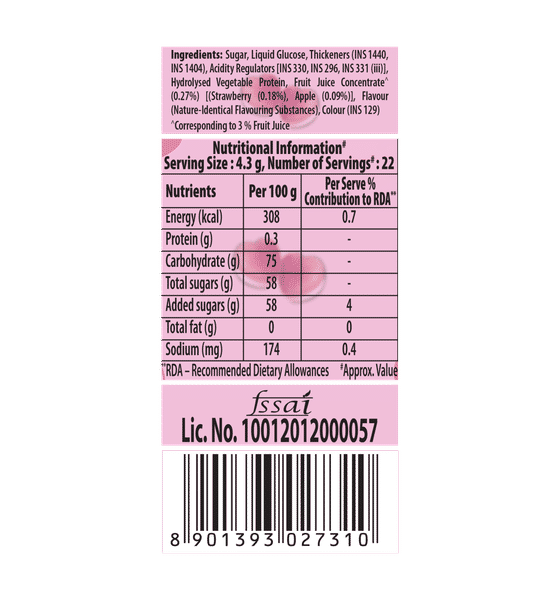 Ingredients: Sugar, Liquid Glucose, Thickeners (INS 1440,
INS 1404), Acidity Regulators [INS 330, INS 296, INS 331 (iii)],
Hydrolysed Vegetable Protein, Fruit Juice Concentrate^
(0.27%) [(Strawberry (0.18%), Apple (0.09%)], Flavour
(Nature-Identical Flavouring Substances), Colour (INS 129)
^Corresponding to 3 % Fruit Juice
Nutritional Information#
Serving Size : 4.3 g, Number of Servings# : 22
Nutrients Per 100 g Per Serve % Contribution to RDA**
Energy (kcal) 308 0.7
Protein (g) 0.3 -
Carbohydrate (g) 75 -
Total sugars (g) 58 -
Added sugars (g) 58 4
Total fat (g) 0 0
Sodium (mg) 174 0.4
**RDA – Recommended Dietary Allowances #Approx. Value
fssai
Lic. No. 10012012000057
8 901393 027310